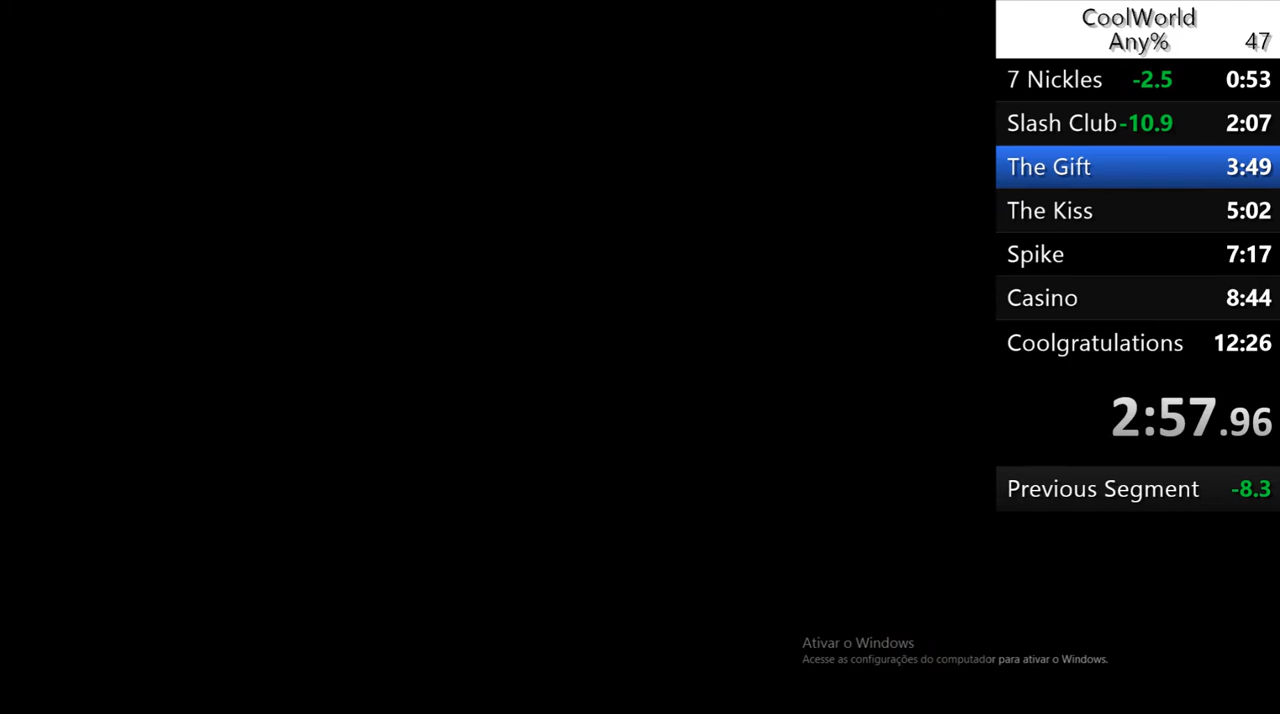 CoolWorld
Any% 47
7 Nickles -2.5 0:53
Slash Club -10.9 2:07
The Gift 3:49
The Kiss 5:02
Spike 7:17
Casino 8:44
Coolgratulations 12:26
2:57.96
Previous Segment -8.3
Ativar o Windows
Acesse as configurações do computador para ativar o Windows.